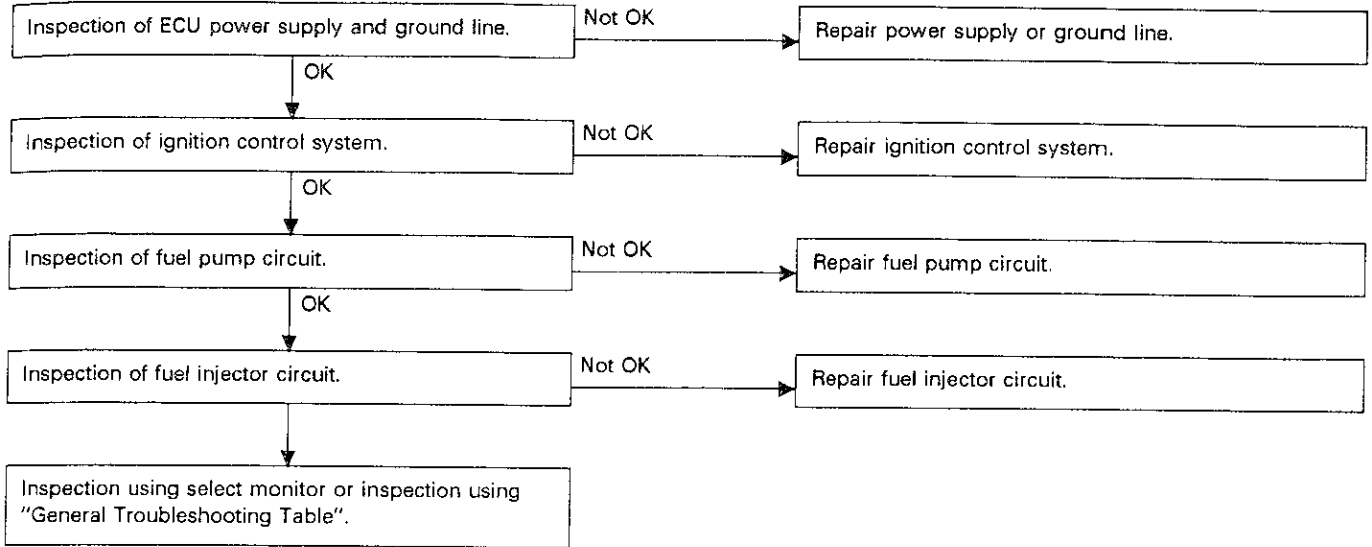 Inspection of ECU power supply and ground line.
Not OK
Repair power supply or ground line.
OK
Inspection of ignition control system.
Not OK
Repair ignition control system.
OK
Inspection of fuel pump circuit.
Not OK
Repair fuel pump circuit.
OK
Inspection of fuel injector circuit.
Not OK
Repair fuel injector circuit.
Inspection using select monitor or inspection using
"General Troubleshooting Table".